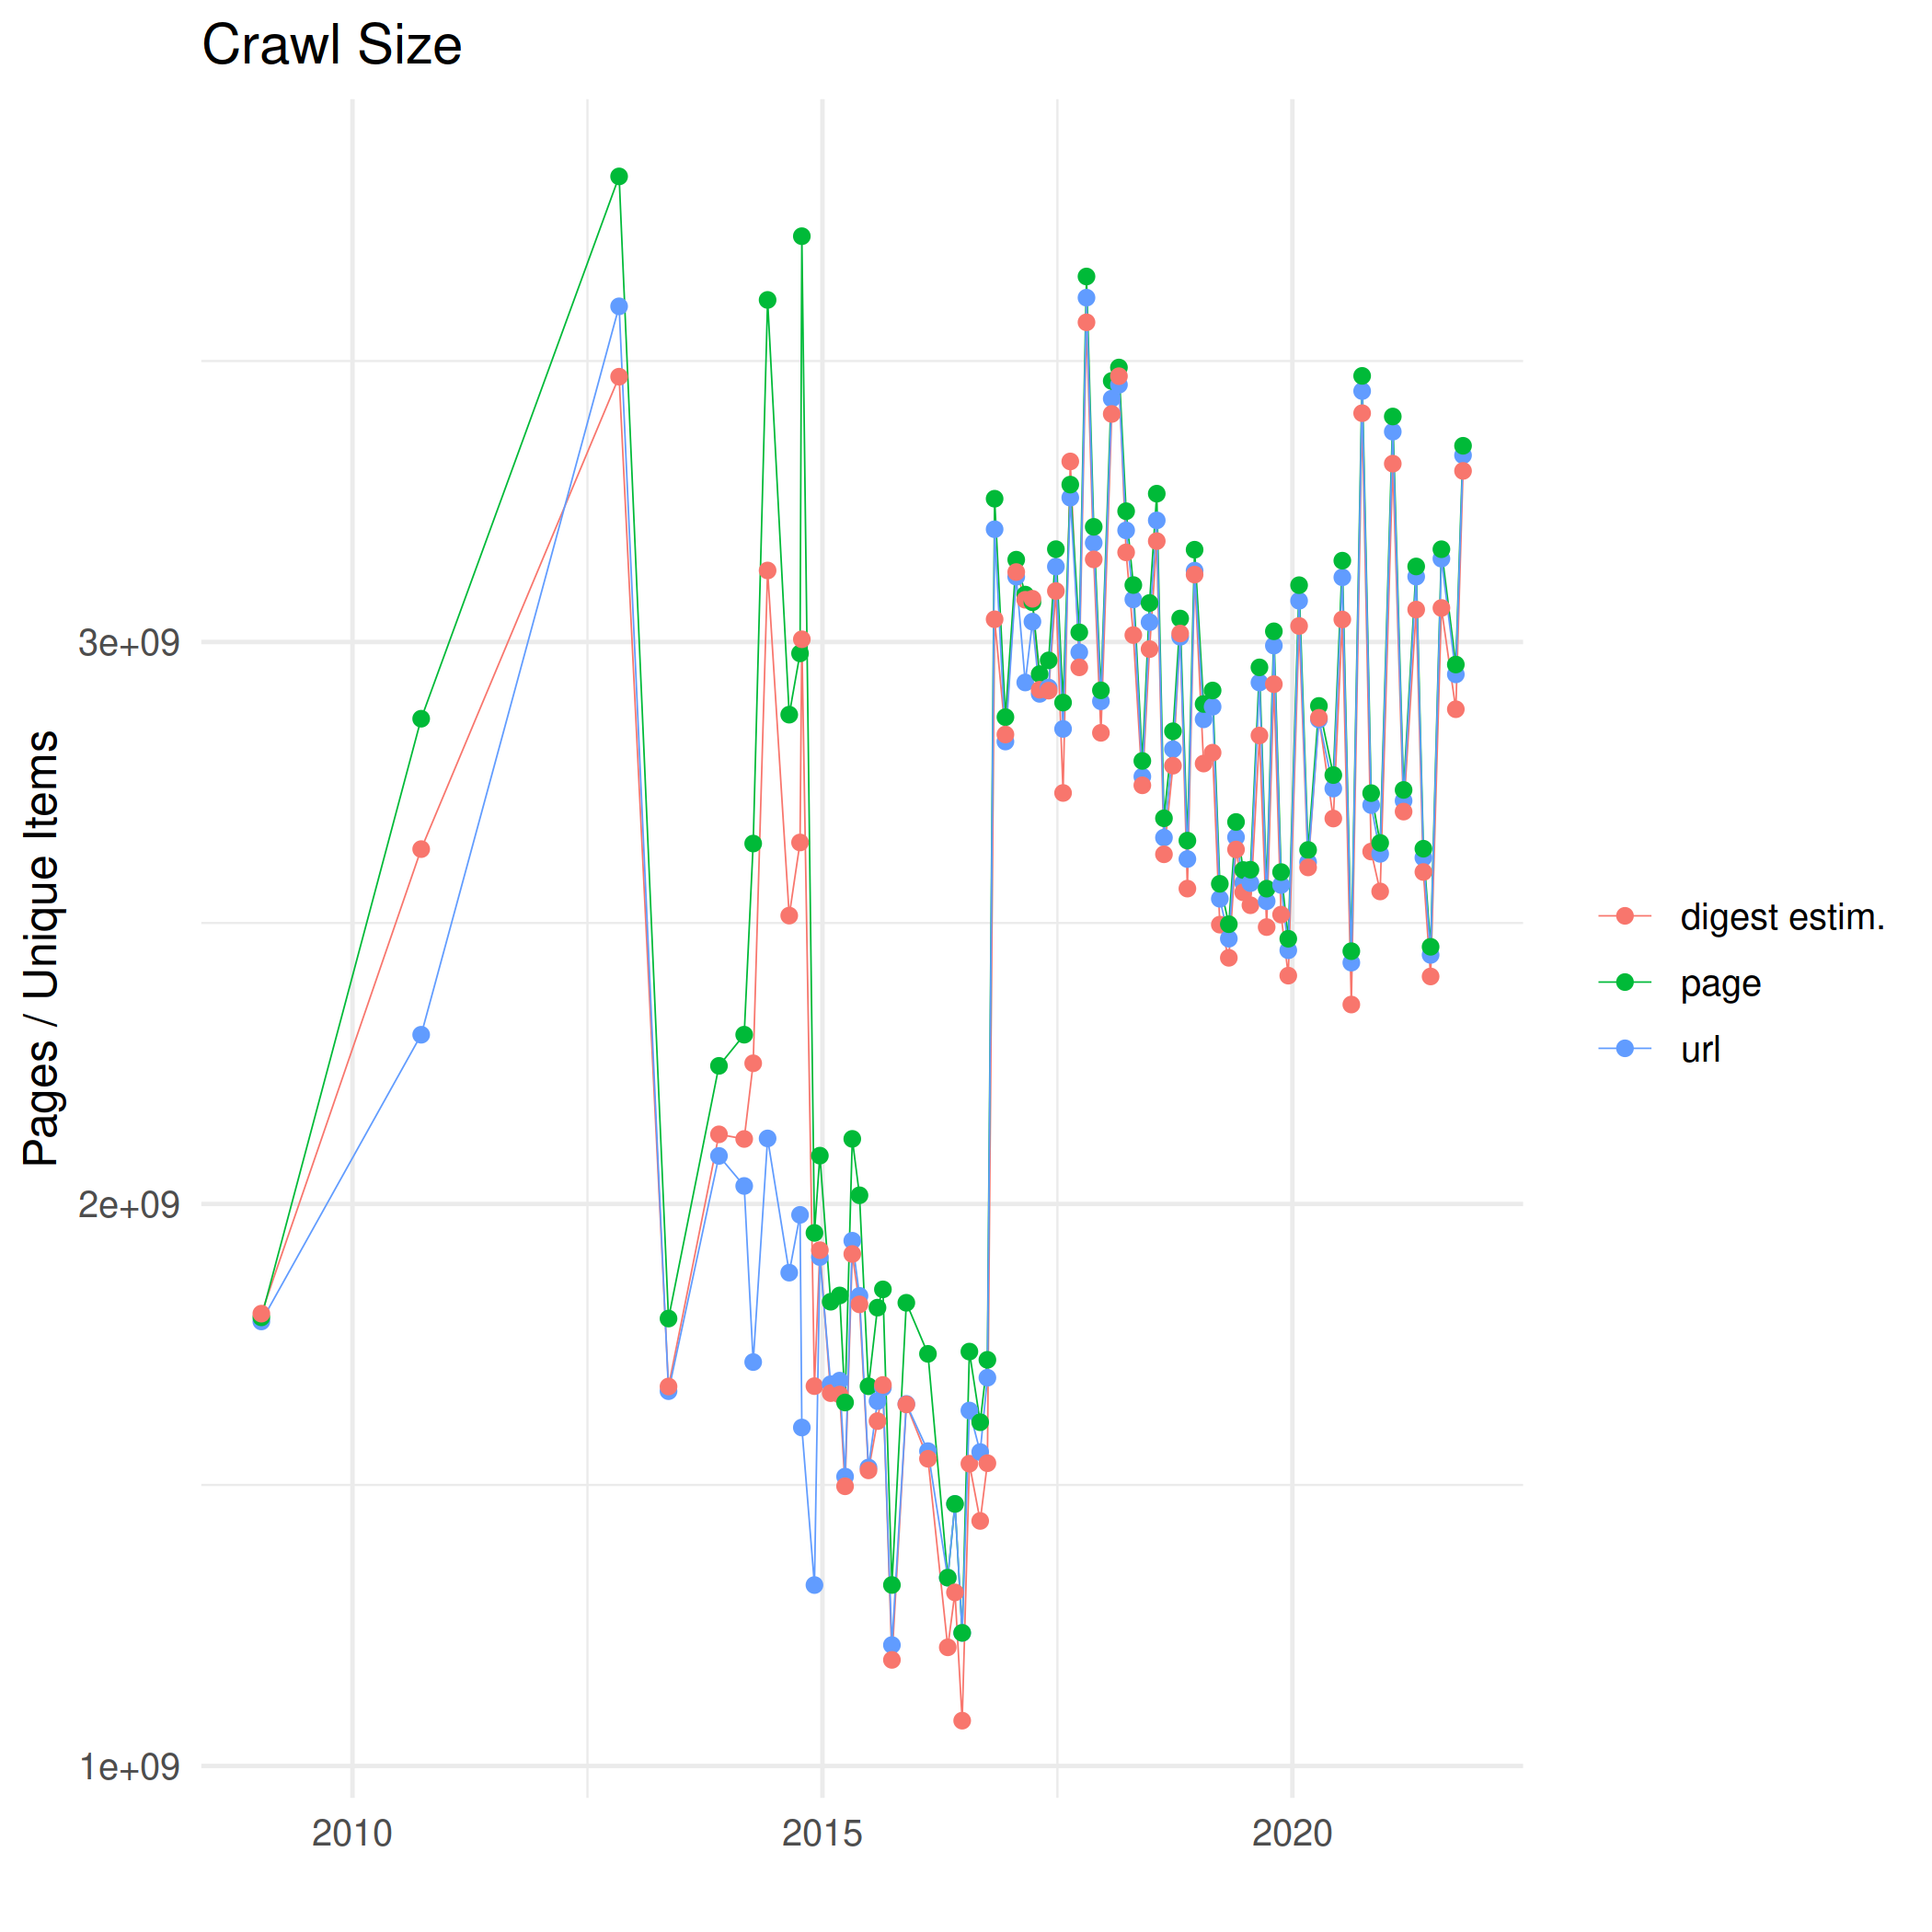 Crawl Size
Pages / Unique Items
3e+09
2e+09
1e+09
2010
2015
2020
digest estim.
page
url